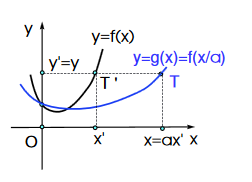 y
y=f(x)
y=g(x)=f(x/a)
y'=y
T'
T
O
x'
x=ax'
x